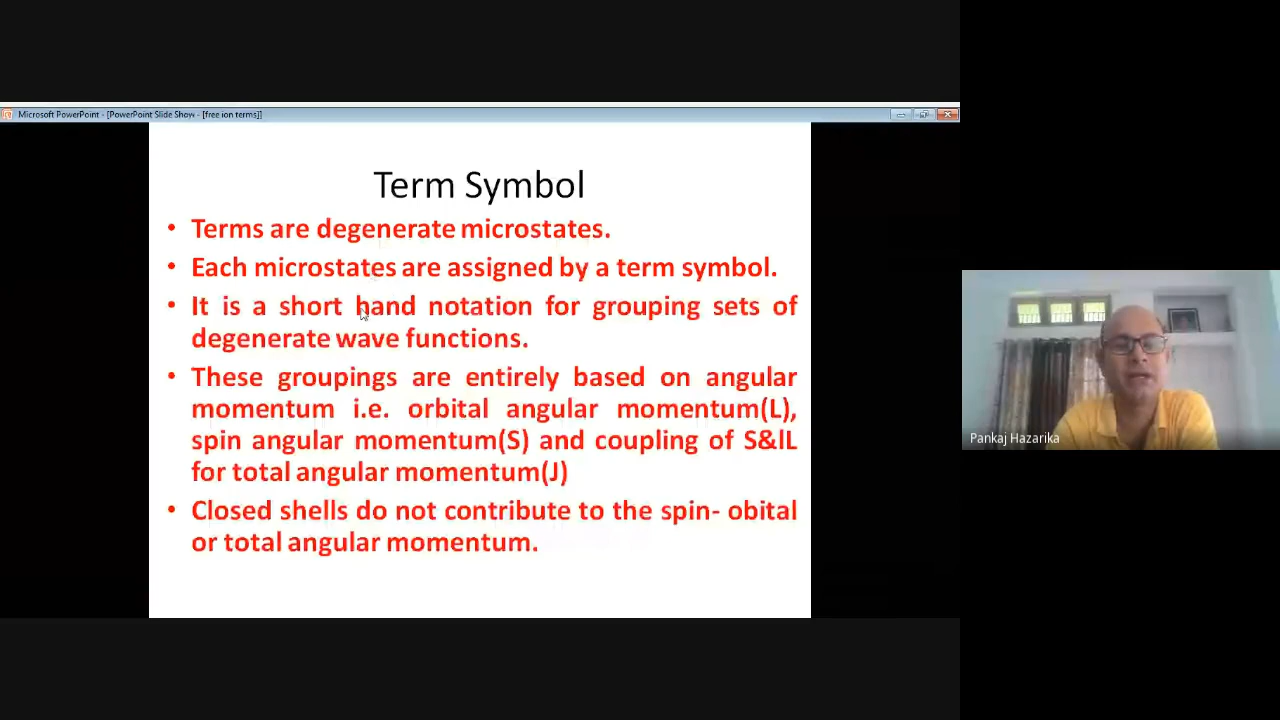 Microsoft PowerPoint - [PowerPoint Slide Show - [free ion terms]]
Term Symbol
• Terms are degenerate microstates.
• Each microstates are assigned by a term symbol.
• It is a short hand notation for grouping sets of
degenerate wave functions.
• These groupings are entirely based on angular
momentum i.e. orbital angular momentum(L),
spin angular momentum(S) and coupling of S&lL
for total angular momentum(J)
• Closed shells do not contribute to the spin- obital
or total angular momentum.
Pankaj Hazarika